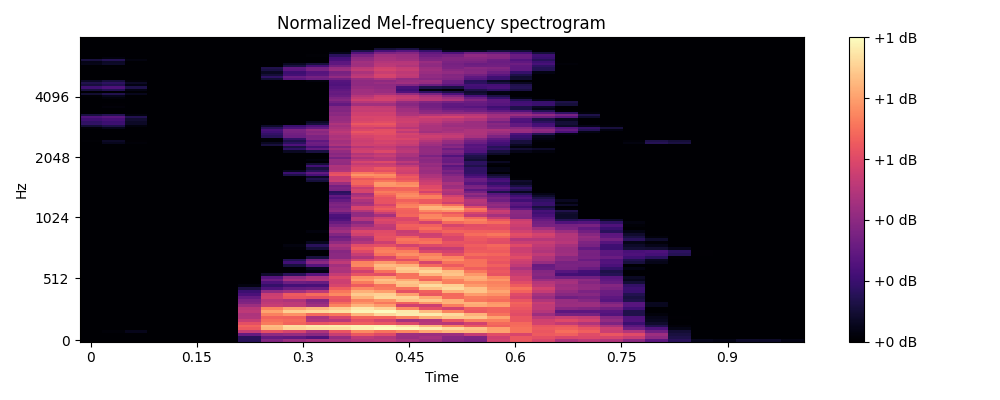 Normalized Mel-frequency spectrogram
Hz
4096
2048
1024
512
0
0 0.15 0.3 0.45 0.6 0.75 0.9
Time
+1 dB
+1 dB
+1 dB
+0 dB
+0 dB
+0 dB